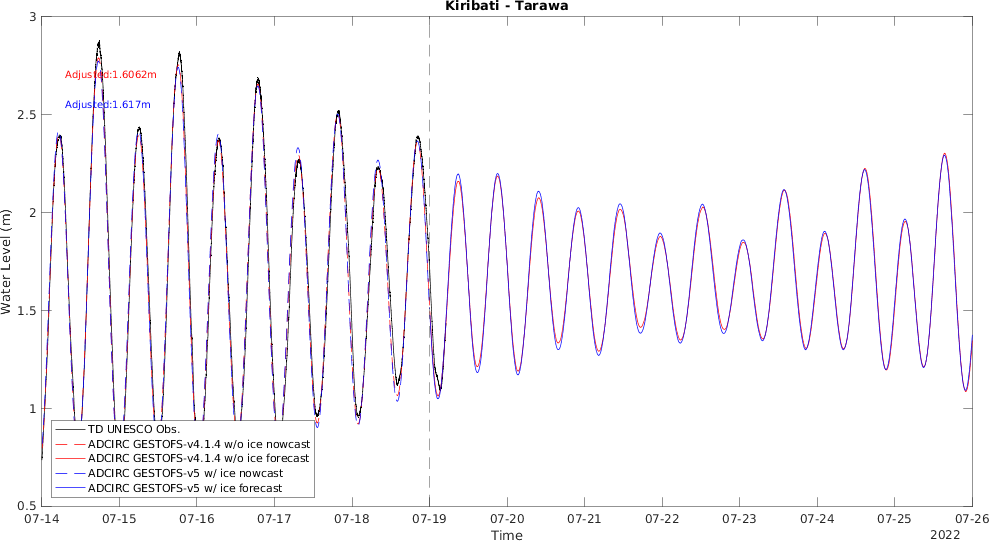 Kiribati - Tarawa
3
2.5
2
1.5
1
0.5
Water Level (m)
Adjusted:1.6062m
Adjusted:1.617m
TD UNESCO Obs.
ADCIRC GESTOFS-v4.1.4 w/o ice nowcast
ADCIRC GESTOFS-v4.1.4 w/o ice forecast
ADCIRC GESTOFS-v5 w/ ice nowcast
ADCIRC GESTOFS-v5 w/ ice forecast
07-14 07-15 07-16 07-17 07-18 07-19 07-20 07-21 07-22 07-23 07-24 07-25 07-26
Time
2022